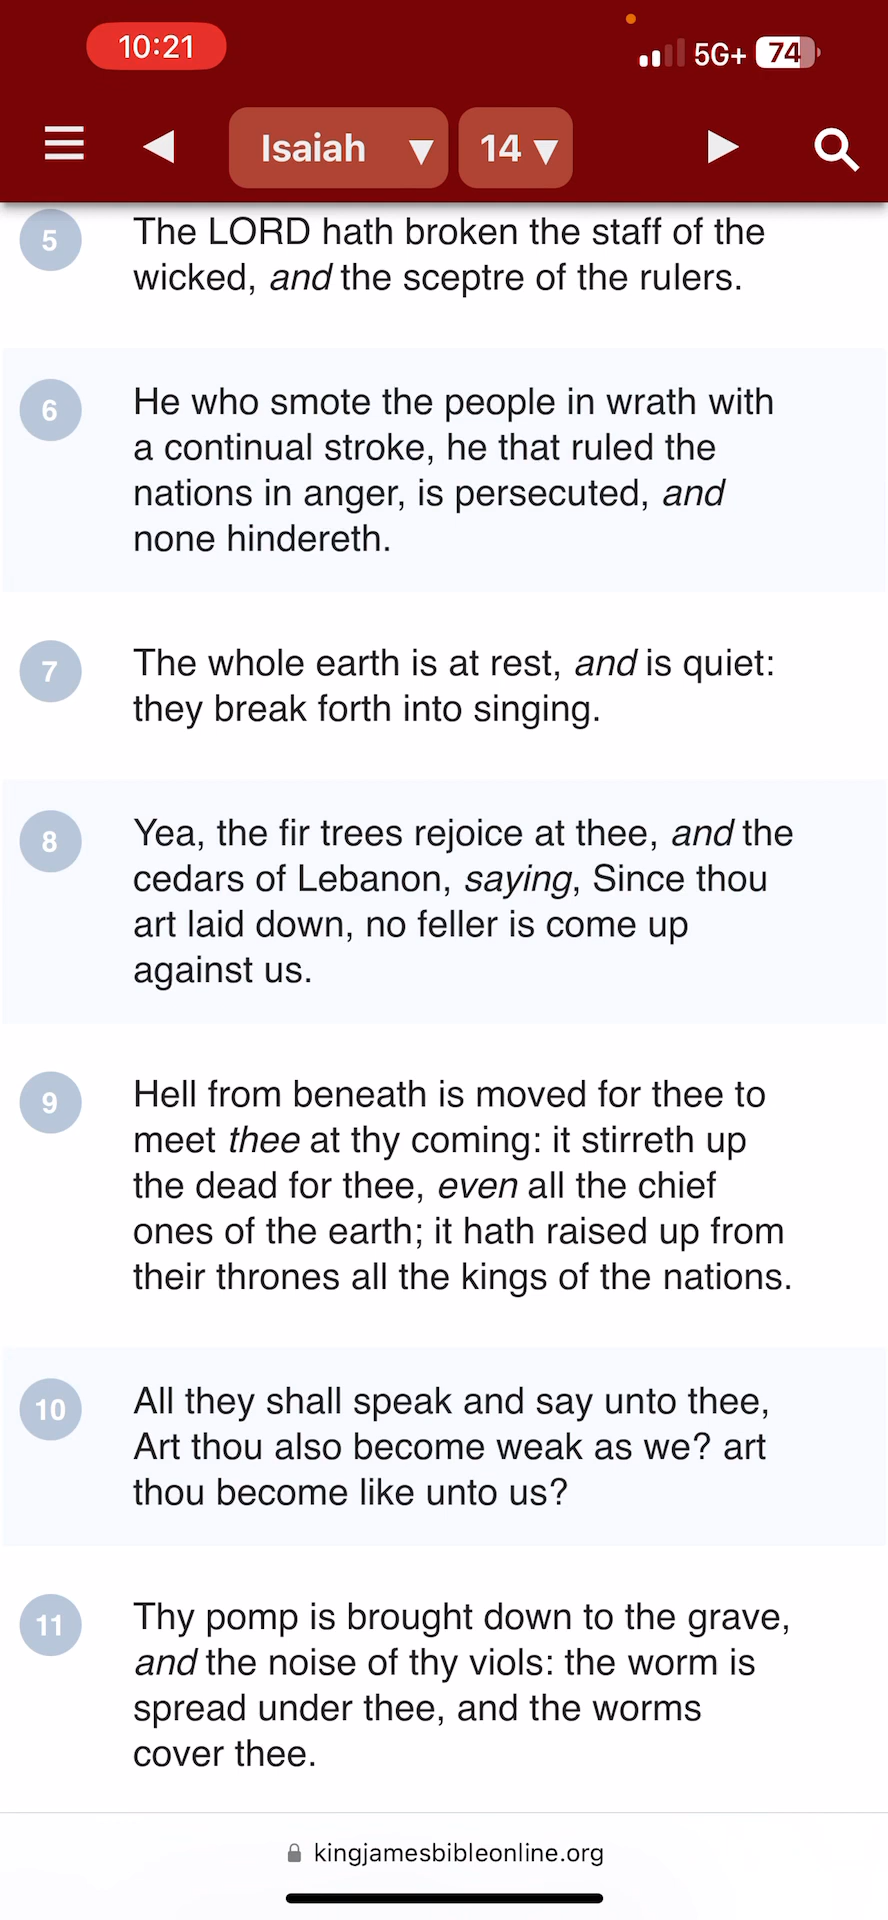 10:21
5G+ 74
Isaiah ▼ 14 ▼
5
The LORD hath broken the staff of the
wicked, and the sceptre of the rulers.
6
He who smote the people in wrath with
a continual stroke, he that ruled the
nations in anger, is persecuted, and
none hindereth.
7
The whole earth is at rest, and is quiet:
they break forth into singing.
8
Yea, the fir trees rejoice at thee, and the
cedars of Lebanon, saying, Since thou
art laid down, no feller is come up
against us.
9
Hell from beneath is moved for thee to
meet thee at thy coming: it stirreth up
the dead for thee, even all the chief
ones of the earth; it hath raised up from
their thrones all the kings of the nations.
10
All they shall speak and say unto thee,
Art thou also become weak as we? art
thou become like unto us?
11
Thy pomp is brought down to the grave,
and the noise of thy viols: the worm is
spread under thee, and the worms
cover thee.
kingjamesbibleonline.org